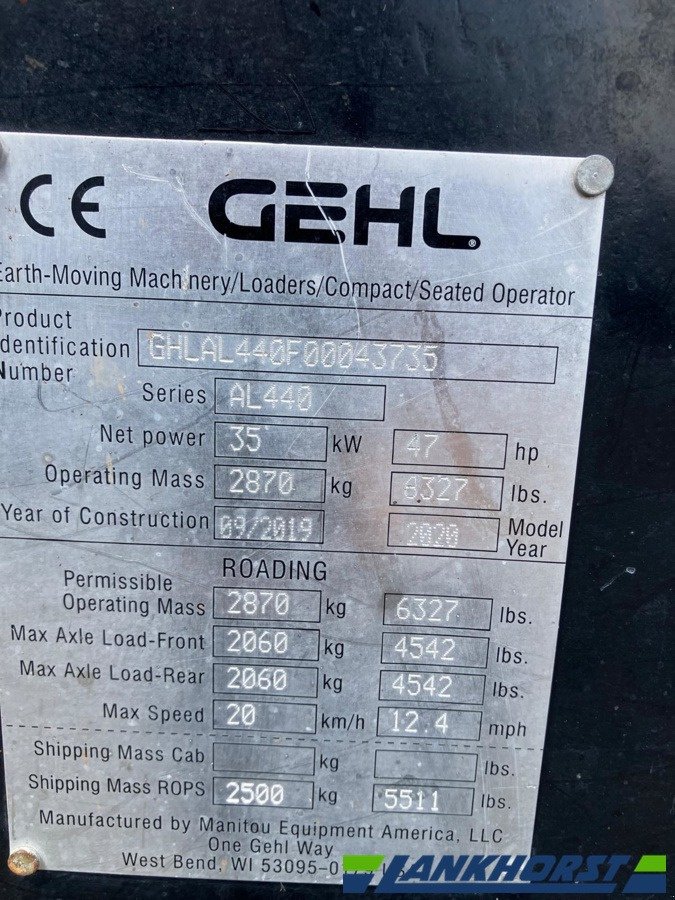 CE GEHL®
Earth-Moving Machinery/Loaders/Compact/Seated Operator
Product
Identification GHLAL440F00043735
Number
Series AL440
Net power 35 kW 47 hp
Operating Mass 2870 kg 6327 lbs.
Year of Construction 09/2019 2020 Model
Year
ROADING
Permissible
Operating Mass 2870 kg 6327 lbs.
Max Axle Load-Front 2060 kg 4542 lbs.
Max Axle Load-Rear 2060 kg 4542 lbs.
Max Speed 20 km/h 12.4 mph
Shipping Mass Cab kg lbs.
Shipping Mass ROPS 2500 kg 5511 lbs.
Manufactured by Manitou Equipment America, LLC
One Gehl Way
West Bend, WI
LANKHORST